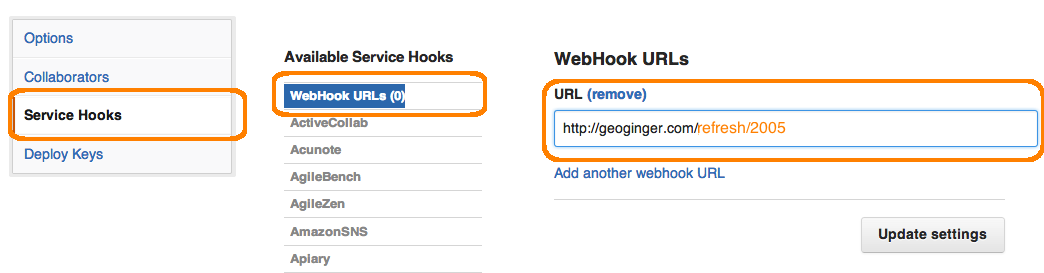 Options
Collaborators
Service Hooks
Deploy Keys
Available Service Hooks
WebHook URLs (0)
ActiveCollab
Acunote
AgileBench
AgileZen
AmazonSNS
Apiary
WebHook URLs
URL (remove)
http://geoginger.com/refresh/2005
Add another webhook URL
Update settings